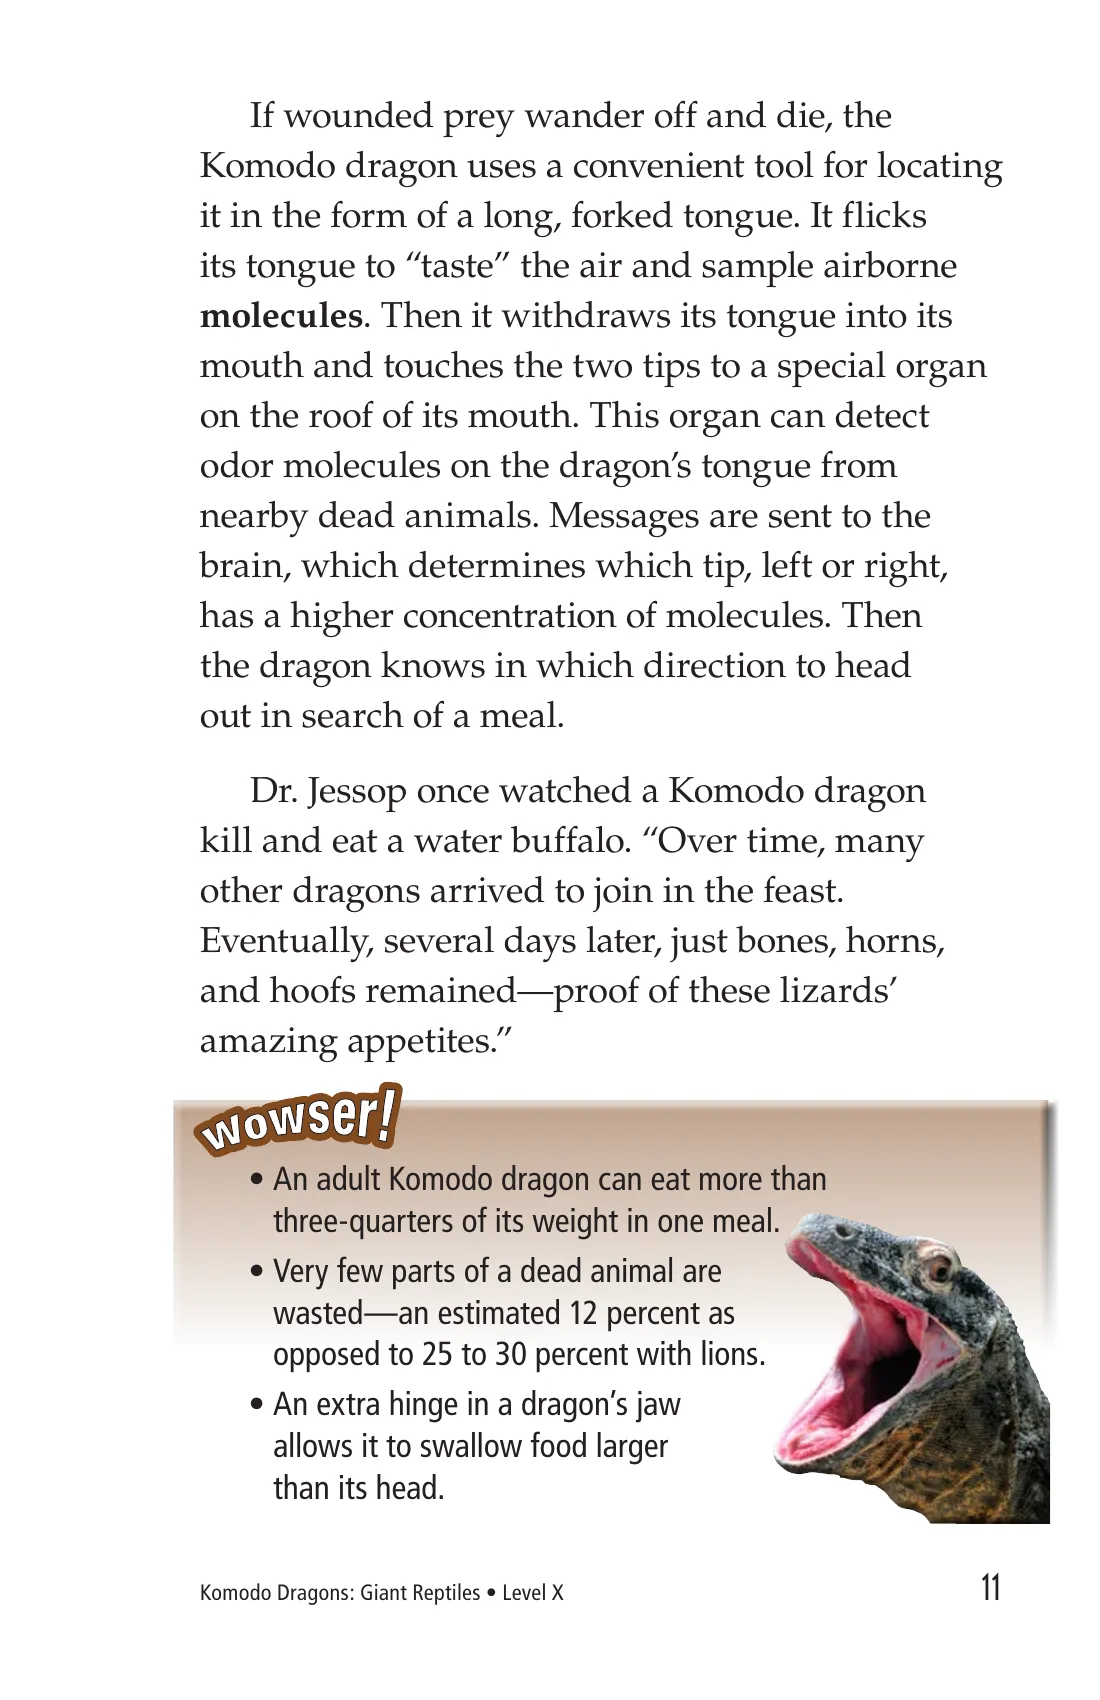 If wounded prey wander off and die, the
Komodo dragon uses a convenient tool for locating
it in the form of a long, forked tongue. It flicks
its tongue to “taste” the air and sample airborne
molecules. Then it withdraws its tongue into its
mouth and touches the two tips to a special organ
on the roof of its mouth. This organ can detect
odor molecules on the dragon’s tongue from
nearby dead animals. Messages are sent to the
brain, which determines which tip, left or right,
has a higher concentration of molecules. Then
the dragon knows in which direction to head
out in search of a meal.
Dr. Jessop once watched a Komodo dragon
kill and eat a water buffalo. “Over time, many
other dragons arrived to join in the feast.
Eventually, several days later, just bones, horns,
and hoofs remained—proof of these lizards’
amazing appetites.”
Wowser!
• An adult Komodo dragon can eat more than
three-quarters of its weight in one meal.
• Very few parts of a dead animal are
wasted—an estimated 12 percent as
opposed to 25 to 30 percent with lions.
• An extra hinge in a dragon’s jaw
allows it to swallow food larger
than its head.
Komodo Dragons: Giant Reptiles • Level X
11